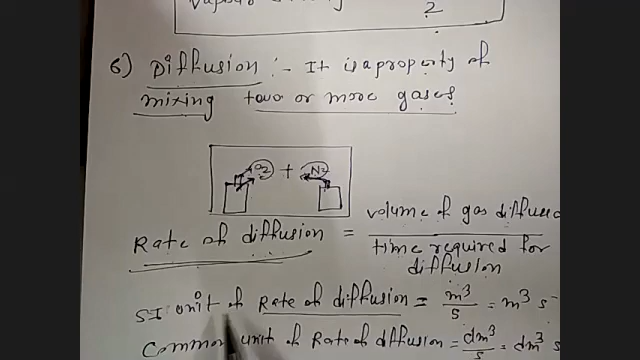 Vapour
2
6) Diffusion :- It is a property of
mixing two or more gases
O2 + N2
Rate of diffusion = volume of gas diffused / time required for diffusion
SI unit of Rate of diffusion = m³/s = m³ s⁻
Common unit of Rate of diffusion = dm³/s = dm³ s